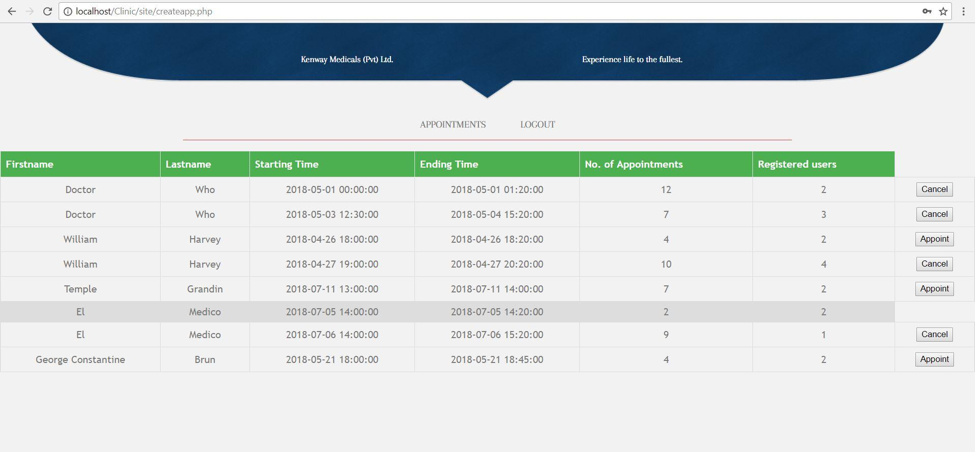 localhost/Clinic/site/createapp.php
Kenway Medicals (Pvt) Ltd. Experience life to the fullest.
APPOINTMENTS LOGOUT
Firstname Lastname Starting Time Ending Time No. of Appointments Registered users
Doctor Who 2018-05-01 00:00:00 2018-05-01 01:20:00 12 2 Cancel
Doctor Who 2018-05-03 12:30:00 2018-05-04 15:20:00 7 3 Cancel
William Harvey 2018-04-26 18:00:00 2018-04-26 18:20:00 4 2 Appoint
William Harvey 2018-04-27 19:00:00 2018-04-27 20:20:00 10 4 Cancel
Temple Grandin 2018-07-11 13:00:00 2018-07-11 14:00:00 7 2 Appoint
El Medico 2018-07-05 14:00:00 2018-07-05 14:20:00 2 2
El Medico 2018-07-06 14:00:00 2018-07-06 15:20:00 9 1 Cancel
George Constantine Brun 2018-05-21 18:00:00 2018-05-21 18:45:00 4 2 Appoint